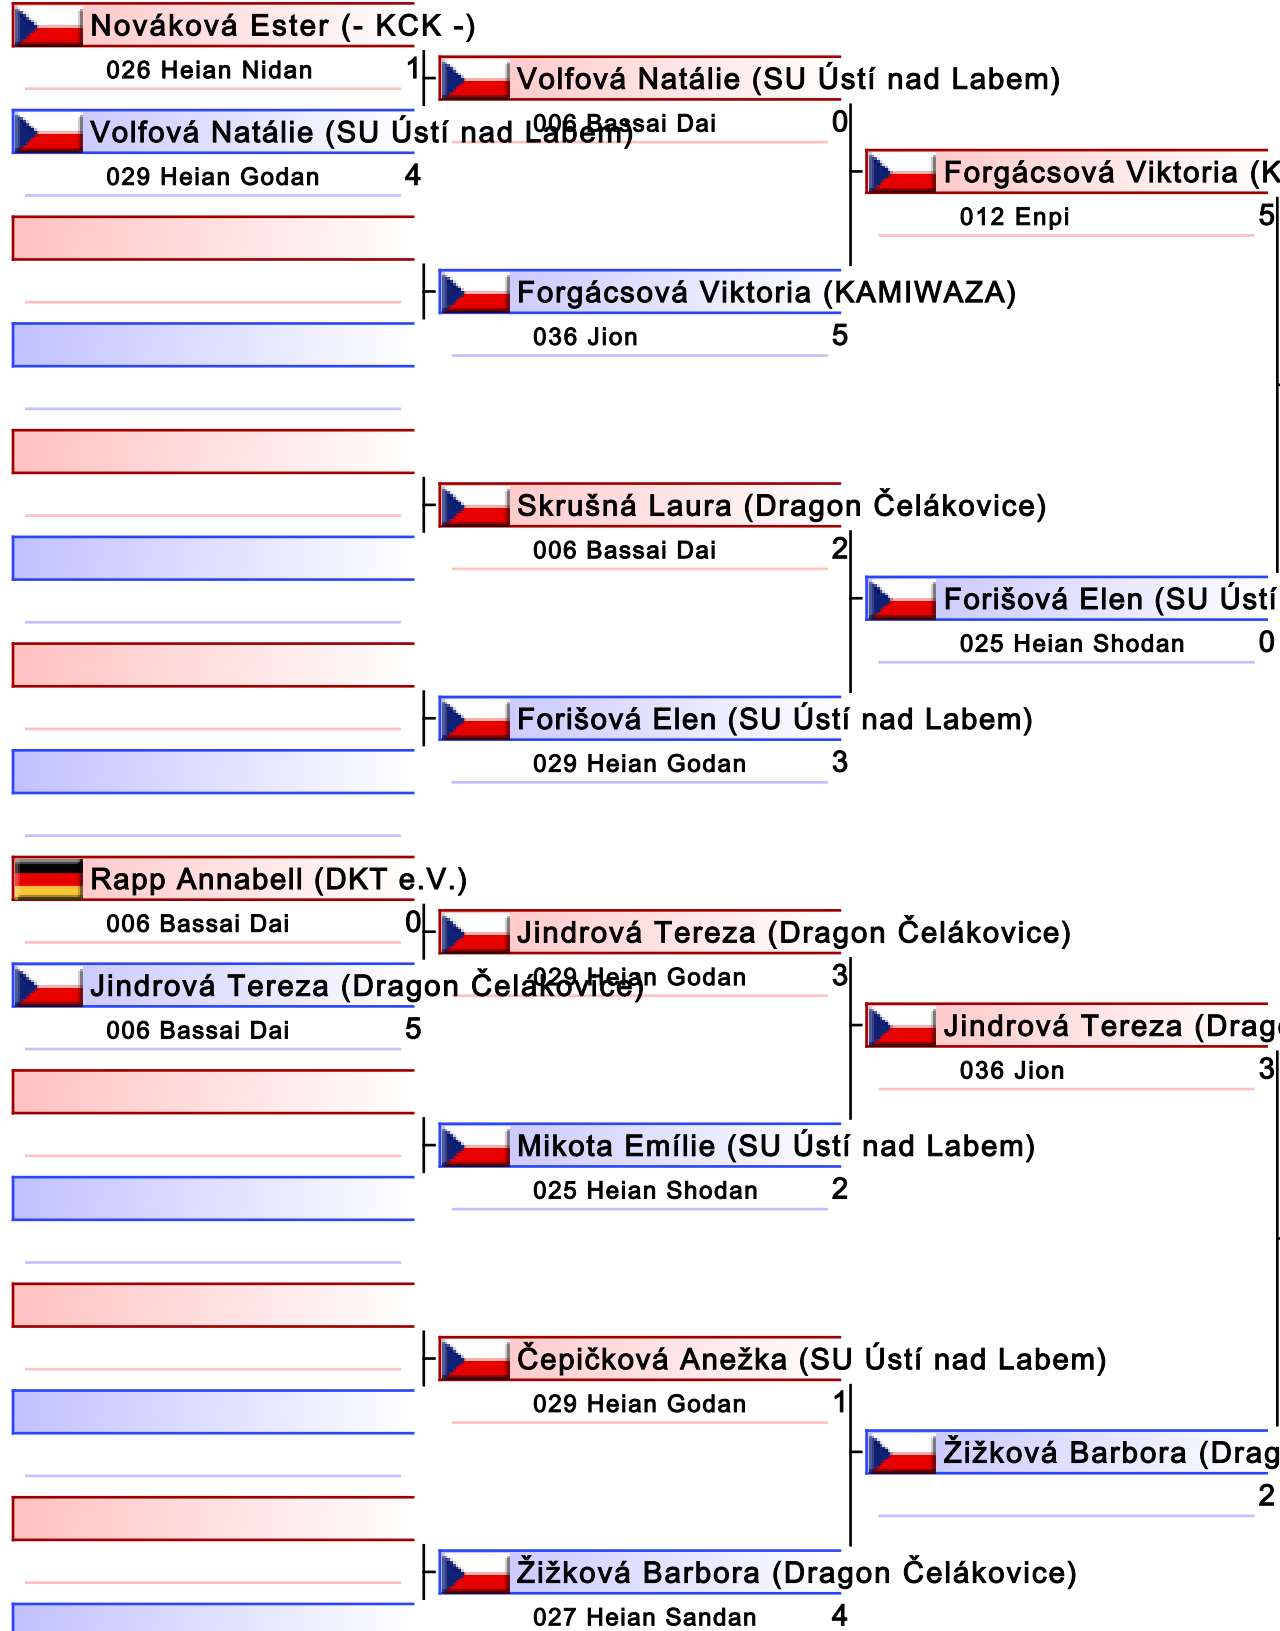 Nováková Ester (- KCK -)
026 Heian Nidan 1
Volfová Natálie (SU Ústí nad Labem)
029 Heian Godan 4
Rapp Annabell (DKT e.V.)
006 Bassai Dai 0
Jindrová Tereza (Dragon Čelákovice)
006 Bassai Dai 5
Volfová Natálie (SU Ústí nad Labem)
006 Bassai Dai 0
Forgácsová Viktoria (KAMIWAZA)
036 Jion 5
Skrušná Laura (Dragon Čelákovice)
006 Bassai Dai 2
Forišová Elen (SU Ústí nad Labem)
029 Heian Godan 3
Jindrová Tereza (Dragon Čelákovice)
029 Heian Godan 3
Mikota Emílie (SU Ústí nad Labem)
025 Heian Shodan 2
Čepičková Anežka (SU Ústí nad Labem)
029 Heian Godan 1
Žižková Barbora (Dragon Čelákovice)
027 Heian Sandan 4
Forgácsová Viktoria (K
012 Enpi 5
Forišová Elen (SU Ústí
025 Heian Shodan 0
Jindrová Tereza (Drag
036 Jion 3
Žižková Barbora (Drag
2